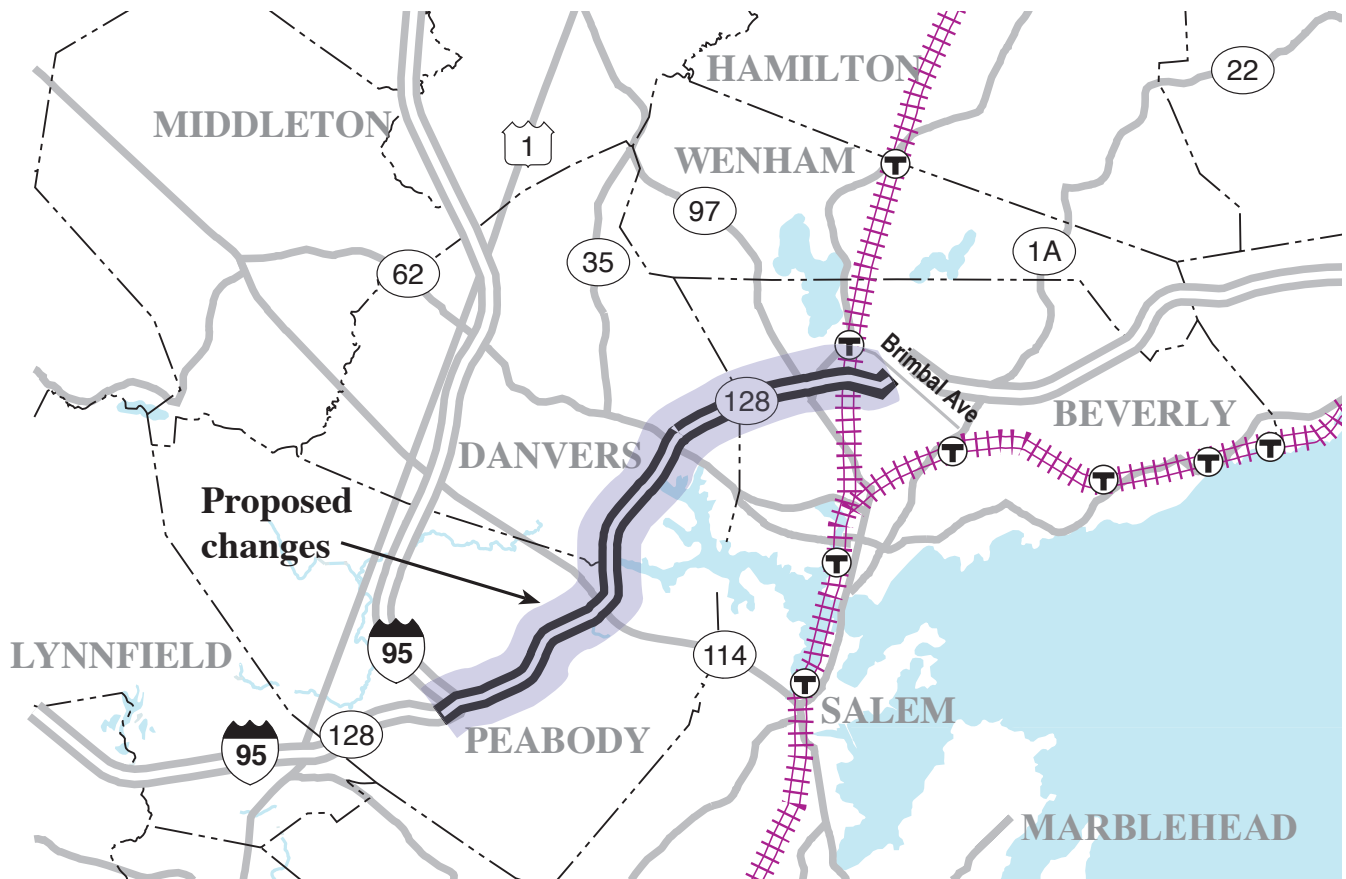 HAMILTON
22
MIDDLETON
1
WENHAM
T
97
1A
35
62
T
Brimbal Ave
128
BEVERLY
T
T
T
T
DANVERS
Proposed
changes
T
95
LYNNFIELD
114
T
SALEM
128
95
PEABODY
MARBLEHEAD